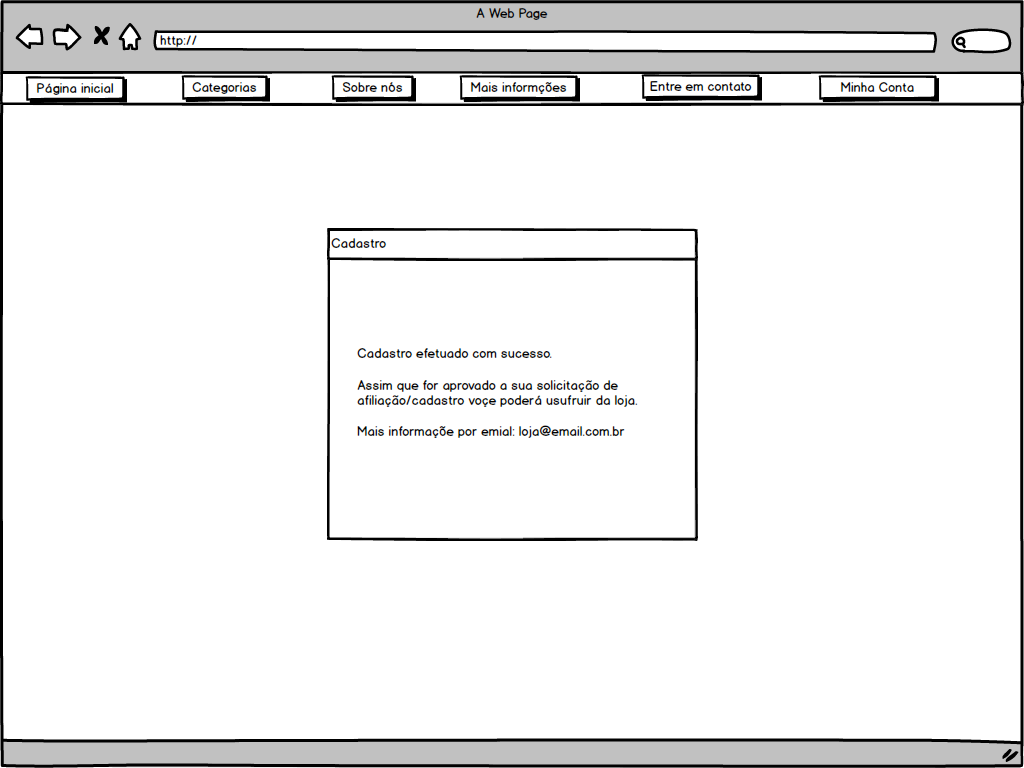 A Web Page
http://
Página inicial
Categorias
Sobre nós
Mais informções
Entre em contato
Minha Conta
Cadastro
Cadastro efetuado com sucesso.
Assim que for aprovado a sua solicitação de
afiliação/cadastro voçe poderá usufruir da loja.
Mais informaçõe por emial: loja@email.com.br